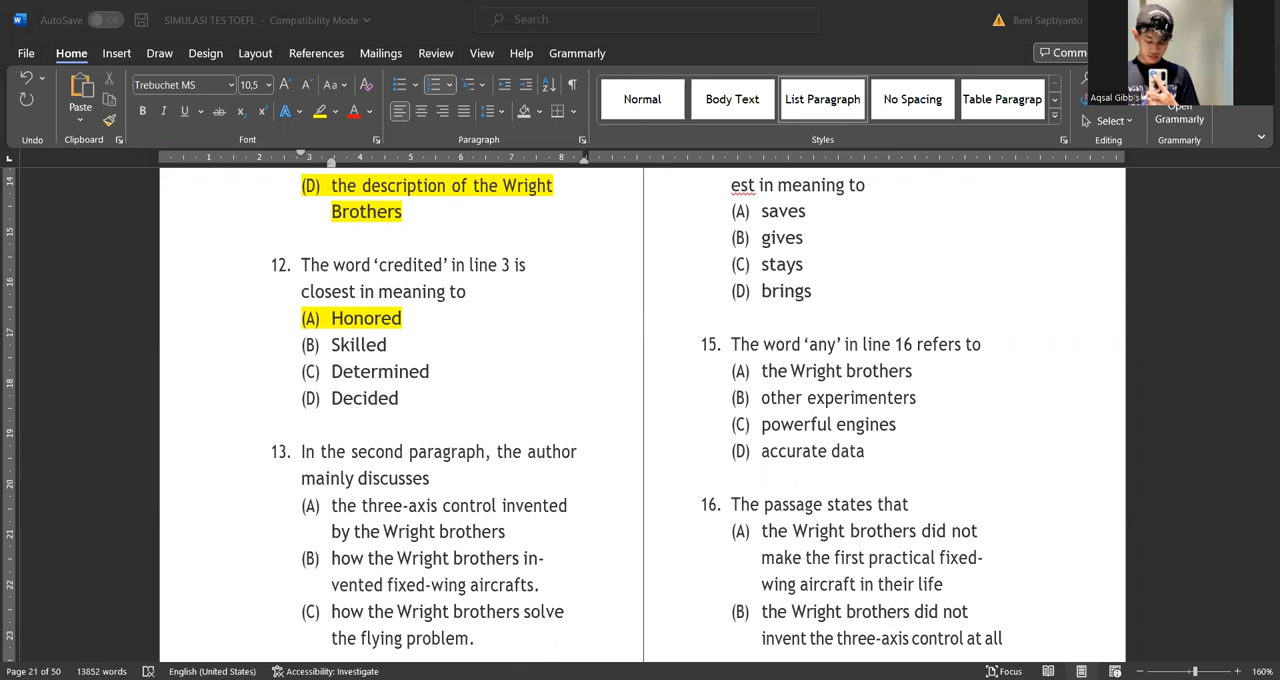 AutoSave
Off
SIMULASI TES TOEFL - Compatibility Mode
Search
Beni Saptiyanto
File Home Insert Draw Design Layout References Mailings Review View Help Grammarly
Comm
Paste
Trebuchet MS
10,5
Normal
Body Text
List Paragraph
No Spacing
Table Paragrap
Aqsal Gibb's
Open
Grammarly
Select
Undo
Clipboard
Font
Paragraph
Styles
Editing
Grammarly
(D) the description of the Wright
Brothers
12. The word ‘credited’ in line 3 is
closest in meaning to
(A) Honored
(B) Skilled
(C) Determined
(D) Decided
13. In the second paragraph, the author
mainly discusses
(A) the three-axis control invented
by the Wright brothers
(B) how the Wright brothers in-
vented fixed-wing aircrafts.
(C) how the Wright brothers solve
the flying problem.
est in meaning to
(A) saves
(B) gives
(C) stays
(D) brings
15. The word ‘any’ in line 16 refers to
(A) the Wright brothers
(B) other experimenters
(C) powerful engines
(D) accurate data
16. The passage states that
(A) the Wright brothers did not
make the first practical fixed-
wing aircraft in their life
(B) the Wright brothers did not
invent the three-axis control at all
Page 21 of 50
13852 words
English (United States)
Accessibility: Investigate
Focus
160%